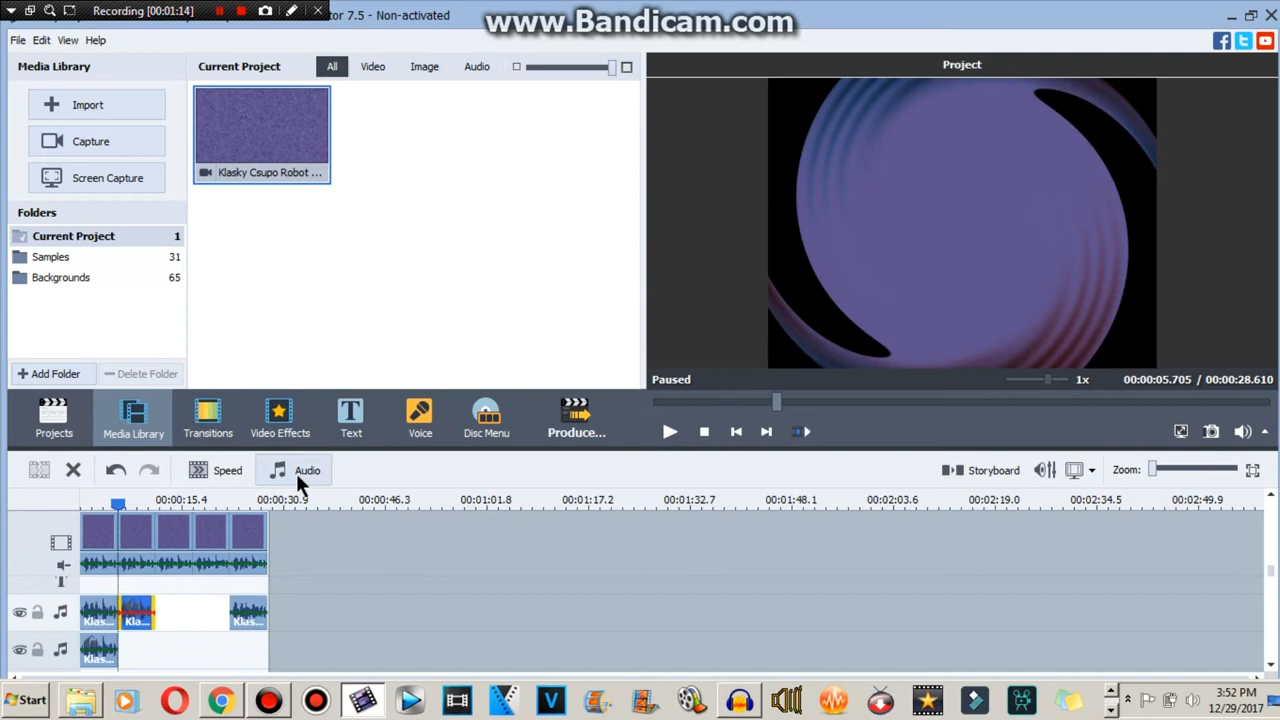 Recording [00:01:14]
tor 7.5 - Non-activated
www.Bandicam.com
File Edit View Help
Media Library
Import
Capture
Screen Capture
Folders
Current Project 1
Samples 31
Backgrounds 65
Add Folder
Delete Folder
Current Project All Video Image Audio
Klasky Csupo Robot ...
Project
Paused 1x 00:00:05.705 / 00:00:28.610
Projects Media Library Transitions Video Effects Text Voice Disc Menu Produce...
Speed Audio Storyboard Zoom:
00:00:15.4 00:00:30.9 00:00:46.3 00:01:01.8 00:01:17.2 00:01:32.7 00:01:48.1 00:02:03.6 00:02:19.0 00:02:34.5 00:02:49.9
T
Klas... Kla... Klas...
Klas...
Start 3:52 PM
12/29/2017